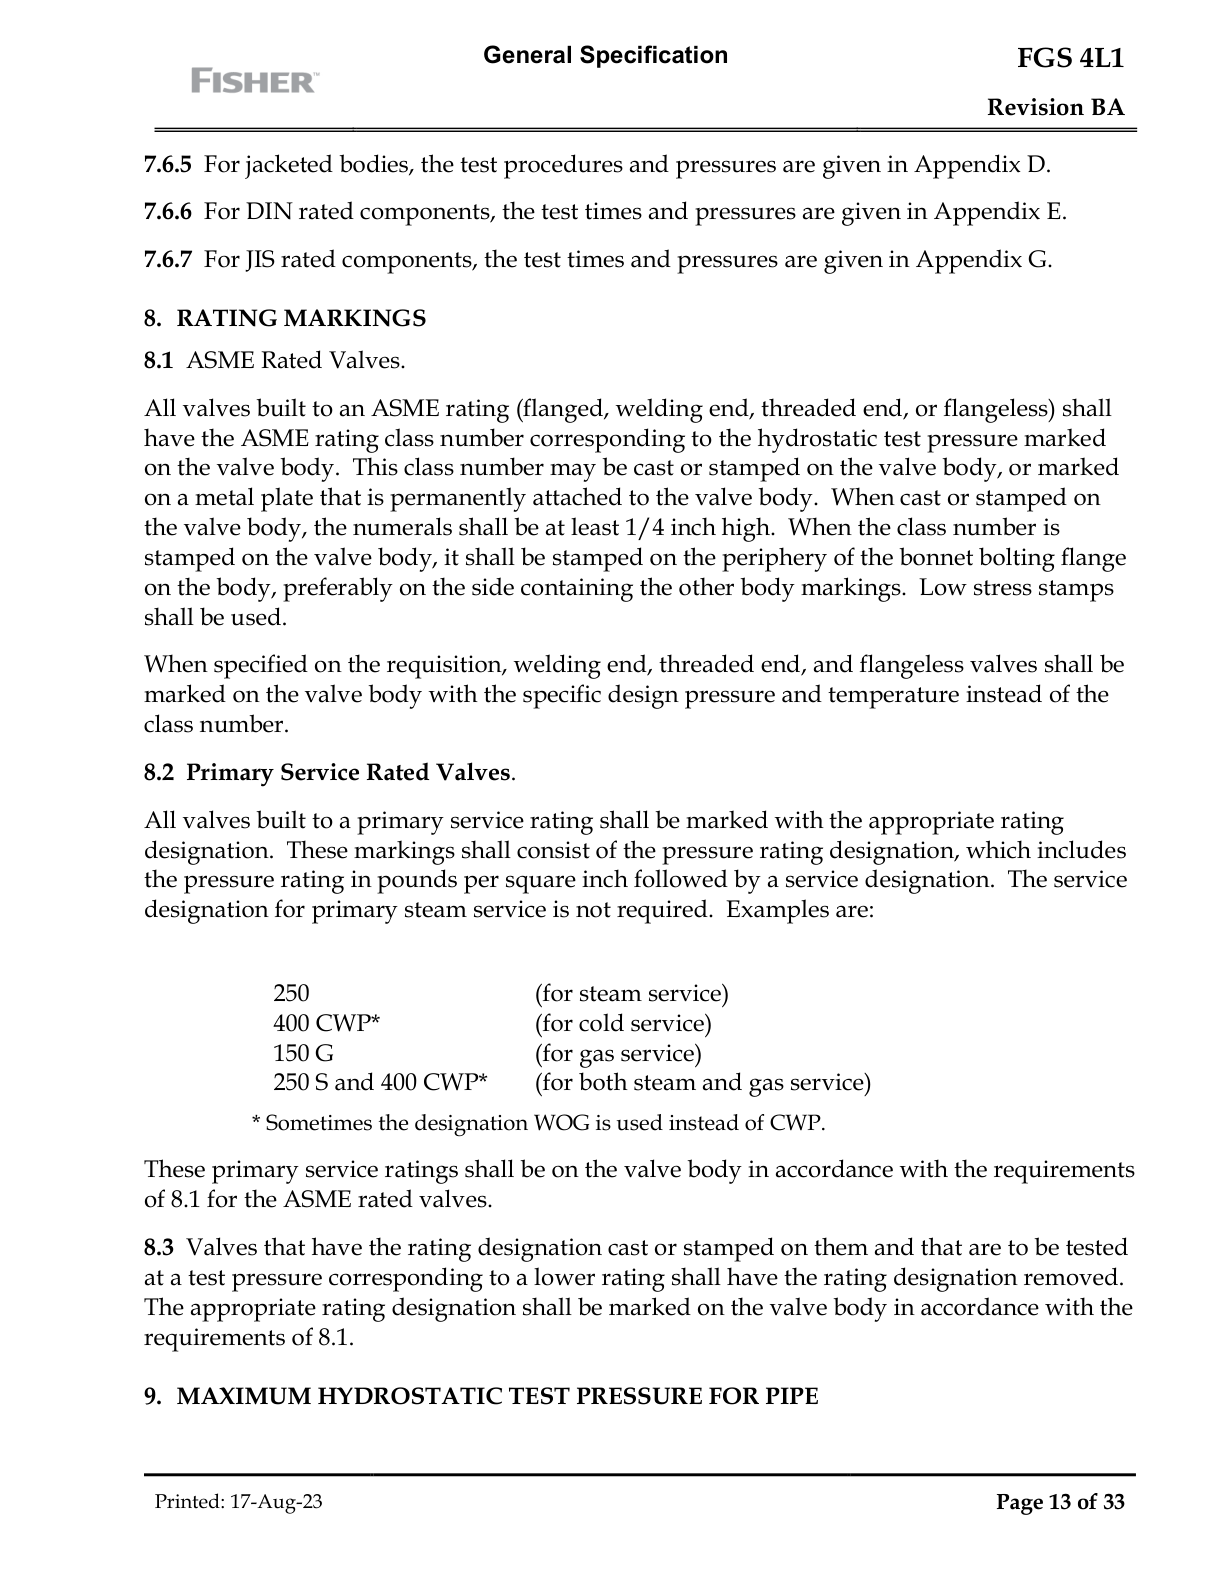 General Specification
FGS 4L1
FISHER™
Revision BA
7.6.5 For jacketed bodies, the test procedures and pressures are given in Appendix D.
7.6.6 For DIN rated components, the test times and pressures are given in Appendix E.
7.6.7 For JIS rated components, the test times and pressures are given in Appendix G.
8. RATING MARKINGS
8.1 ASME Rated Valves.
All valves built to an ASME rating (flanged, welding end, threaded end, or flangeless) shall
have the ASME rating class number corresponding to the hydrostatic test pressure marked
on the valve body. This class number may be cast or stamped on the valve body, or marked
on a metal plate that is permanently attached to the valve body. When cast or stamped on
the valve body, the numerals shall be at least 1/4 inch high. When the class number is
stamped on the valve body, it shall be stamped on the periphery of the bonnet bolting flange
on the body, preferably on the side containing the other body markings. Low stress stamps
shall be used.
When specified on the requisition, welding end, threaded end, and flangeless valves shall be
marked on the valve body with the specific design pressure and temperature instead of the
class number.
8.2 Primary Service Rated Valves.
All valves built to a primary service rating shall be marked with the appropriate rating
designation. These markings shall consist of the pressure rating designation, which includes
the pressure rating in pounds per square inch followed by a service designation. The service
designation for primary steam service is not required. Examples are:
250 (for steam service)
400 CWP* (for cold service)
150 G (for gas service)
250 S and 400 CWP* (for both steam and gas service)
* Sometimes the designation WOG is used instead of CWP.
These primary service ratings shall be on the valve body in accordance with the requirements
of 8.1 for the ASME rated valves.
8.3 Valves that have the rating designation cast or stamped on them and that are to be tested
at a test pressure corresponding to a lower rating shall have the rating designation removed.
The appropriate rating designation shall be marked on the valve body in accordance with the
requirements of 8.1.
9. MAXIMUM HYDROSTATIC TEST PRESSURE FOR PIPE
Printed: 17-Aug-23
Page 13 of 33